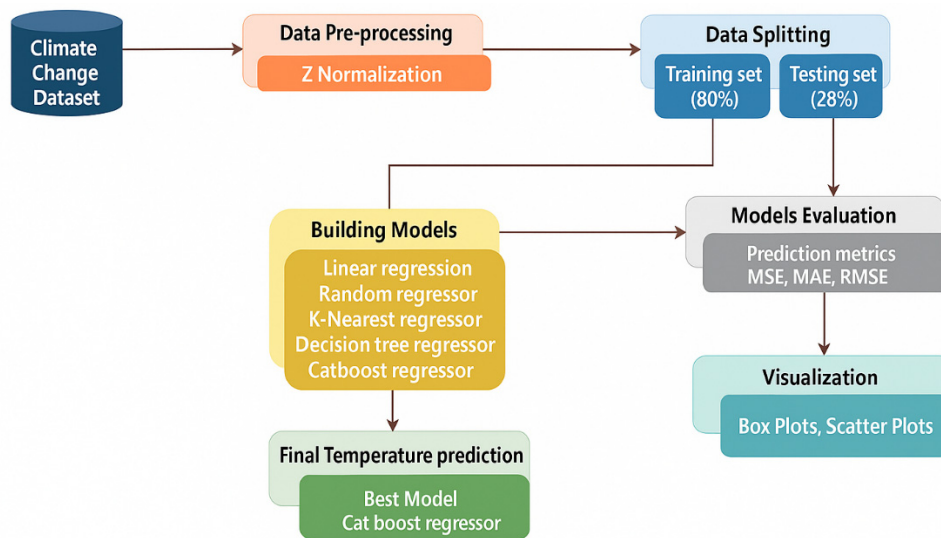 Climate
Change
Dataset
Data Pre-processing
Z Normalization
Data Splitting
Training set
(80%)
Testing set
(28%)
Building Models
Linear regression
Random regressor
K-Nearest regressor
Decision tree regressor
Catboost regressor
Models Evaluation
Prediction metrics
MSE, MAE, RMSE
Visualization
Box Plots, Scatter Plots
Final Temperature prediction
Best Model
Cat boost regressor